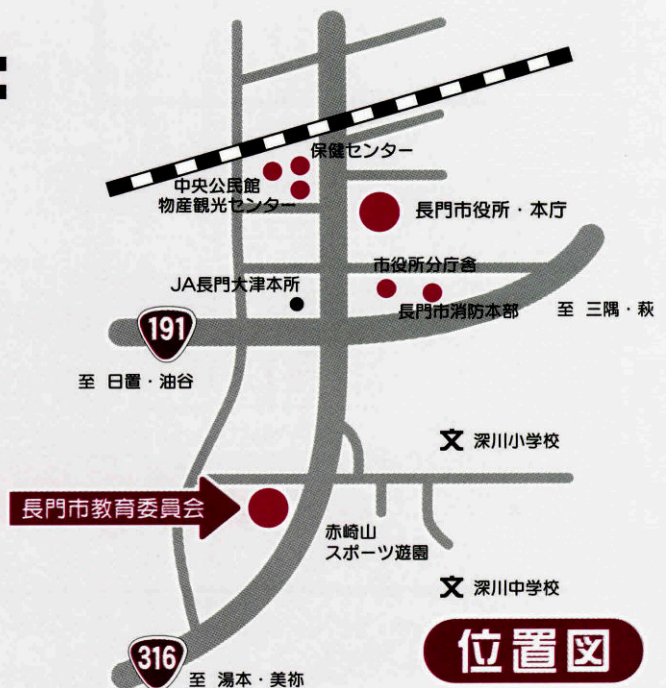 保健センター
中央公民館
物産観光センター
長門市役所・本庁
市役所分庁舎
JA長門大津本所
長門市消防本部
至 三隅・萩
191
至 日置・油谷
文 深川小学校
長門市教育委員会
赤崎山
スポーツ遊園
文 深川中学校
位置図
316
至 湯本・美祢